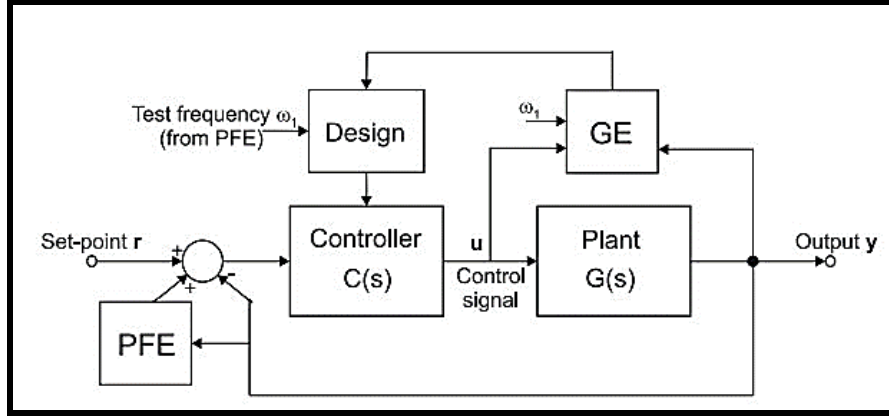 Test frequency ω₁
(from PFE)
Design
ω₁
GE
Set-point r
+
+
-
PFE
Controller
C(s)
u
Control
signal
Plant
G(s)
Output y